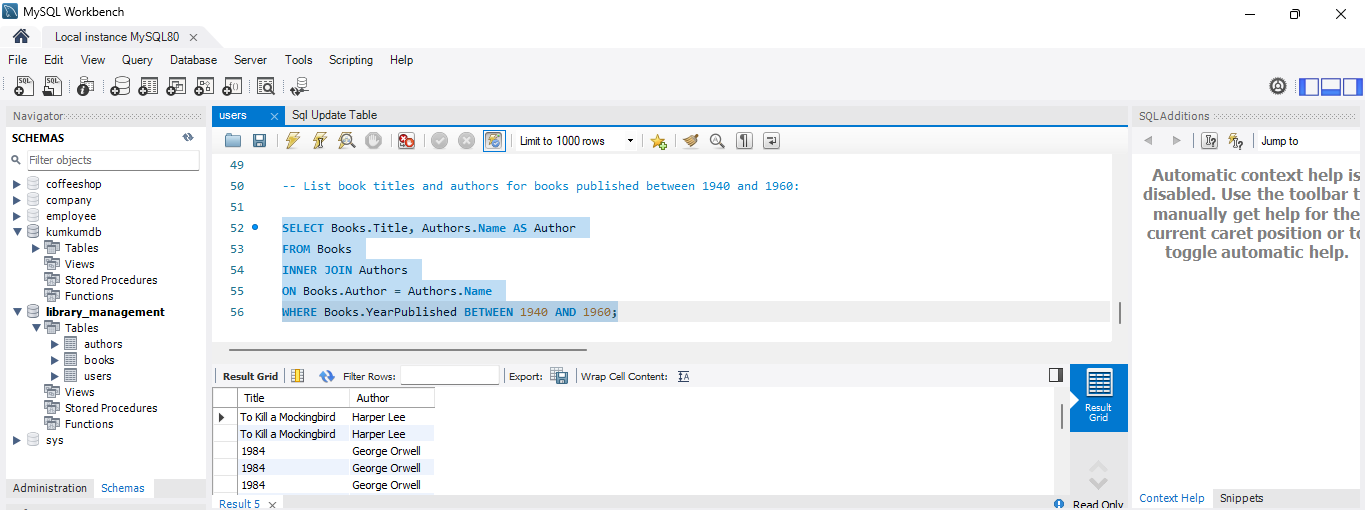 MySQL Workbench
Local instance MySQL80
File Edit View Query Database Server Tools Scripting Help
Navigator
SCHEMAS
Filter objects
coffeeshop
company
employee
kumkumdb
Tables
Views
Stored Procedures
Functions
library_management
Tables
authors
books
users
Views
Stored Procedures
Functions
sys
Administration Schemas
users Sql Update Table
Limit to 1000 rows
49
50 -- List book titles and authors for books published between 1940 and 1960:
51
52 SELECT Books.Title, Authors.Name AS Author
53 FROM Books
54 INNER JOIN Authors
55 ON Books.Author = Authors.Name
56 WHERE Books.YearPublished BETWEEN 1940 AND 1960;
Result Grid Filter Rows: Export: Wrap Cell Content:
Title Author
To Kill a Mockingbird Harper Lee
To Kill a Mockingbird Harper Lee
1984 George Orwell
1984 George Orwell
1984 George Orwell
Result 5
Result
Grid
Read Only
SQLAdditions
Jump to
Automatic context help is
disabled. Use the toolbar t
manually get help for the
current caret position or to
toggle automatic help.
Context Help Snippets